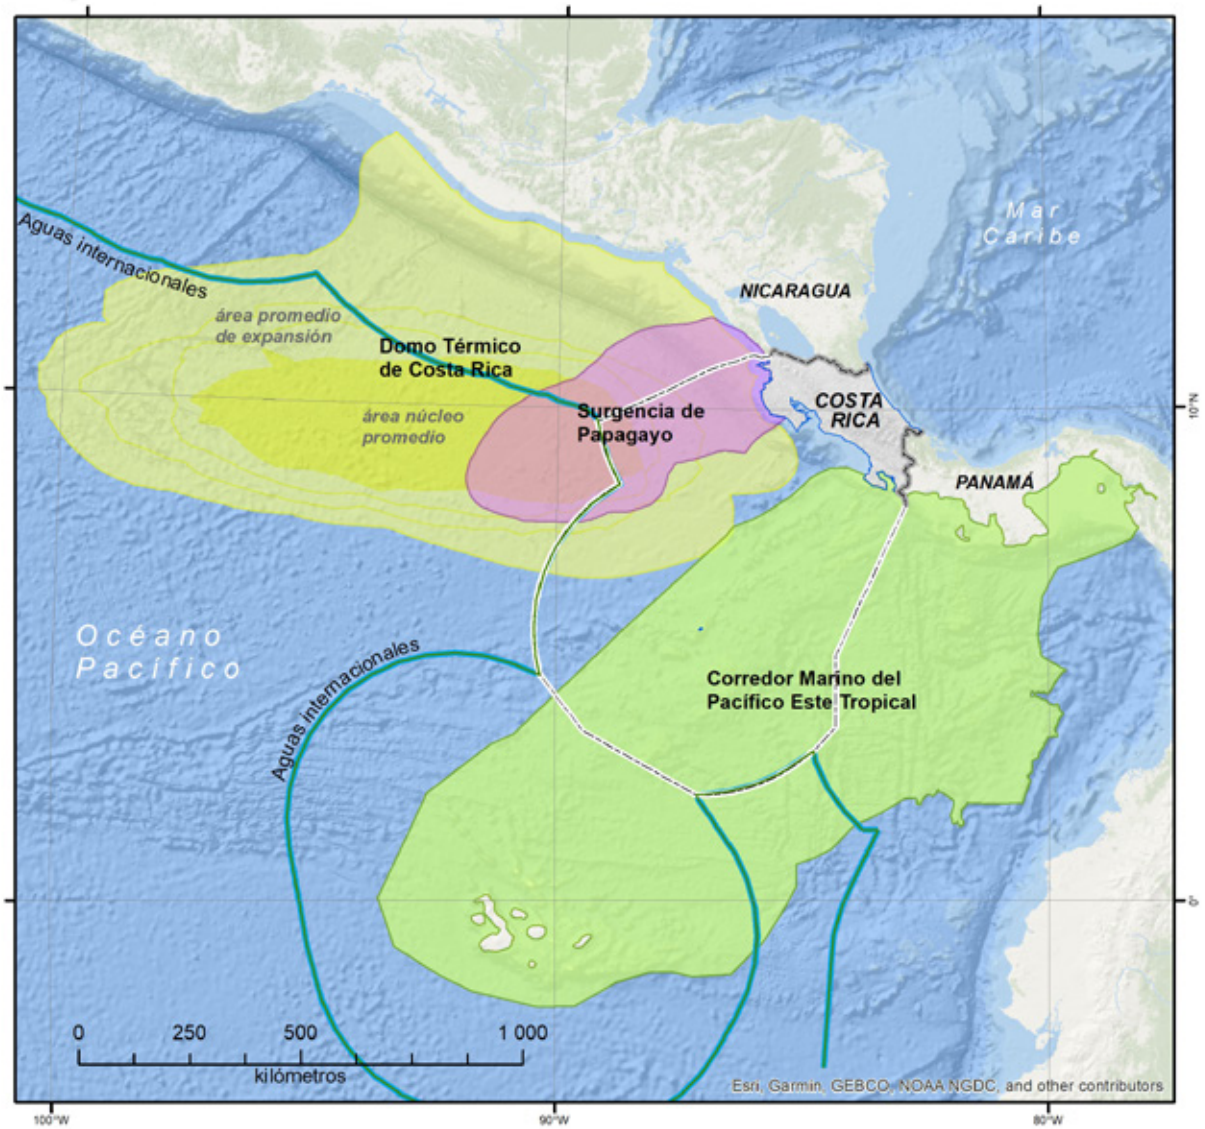 Mar
Caribe
Aguas internacionales
NICARAGUA
área promedio
de expansión
Domo Térmico
de Costa Rica
Surgencia de
Papagayo
COSTA
RICA
10°N
área núcleo
promedio
PANAMÁ
Océano
Pacífico
Aguas internacionales
Corredor Marino del
Pacífico Este Tropical
0°
0 250 500 1 000
kilómetros
Esri, Garmin, GEBCO, NOAA NGDC, and other contributors
100°W 90°W 80°W